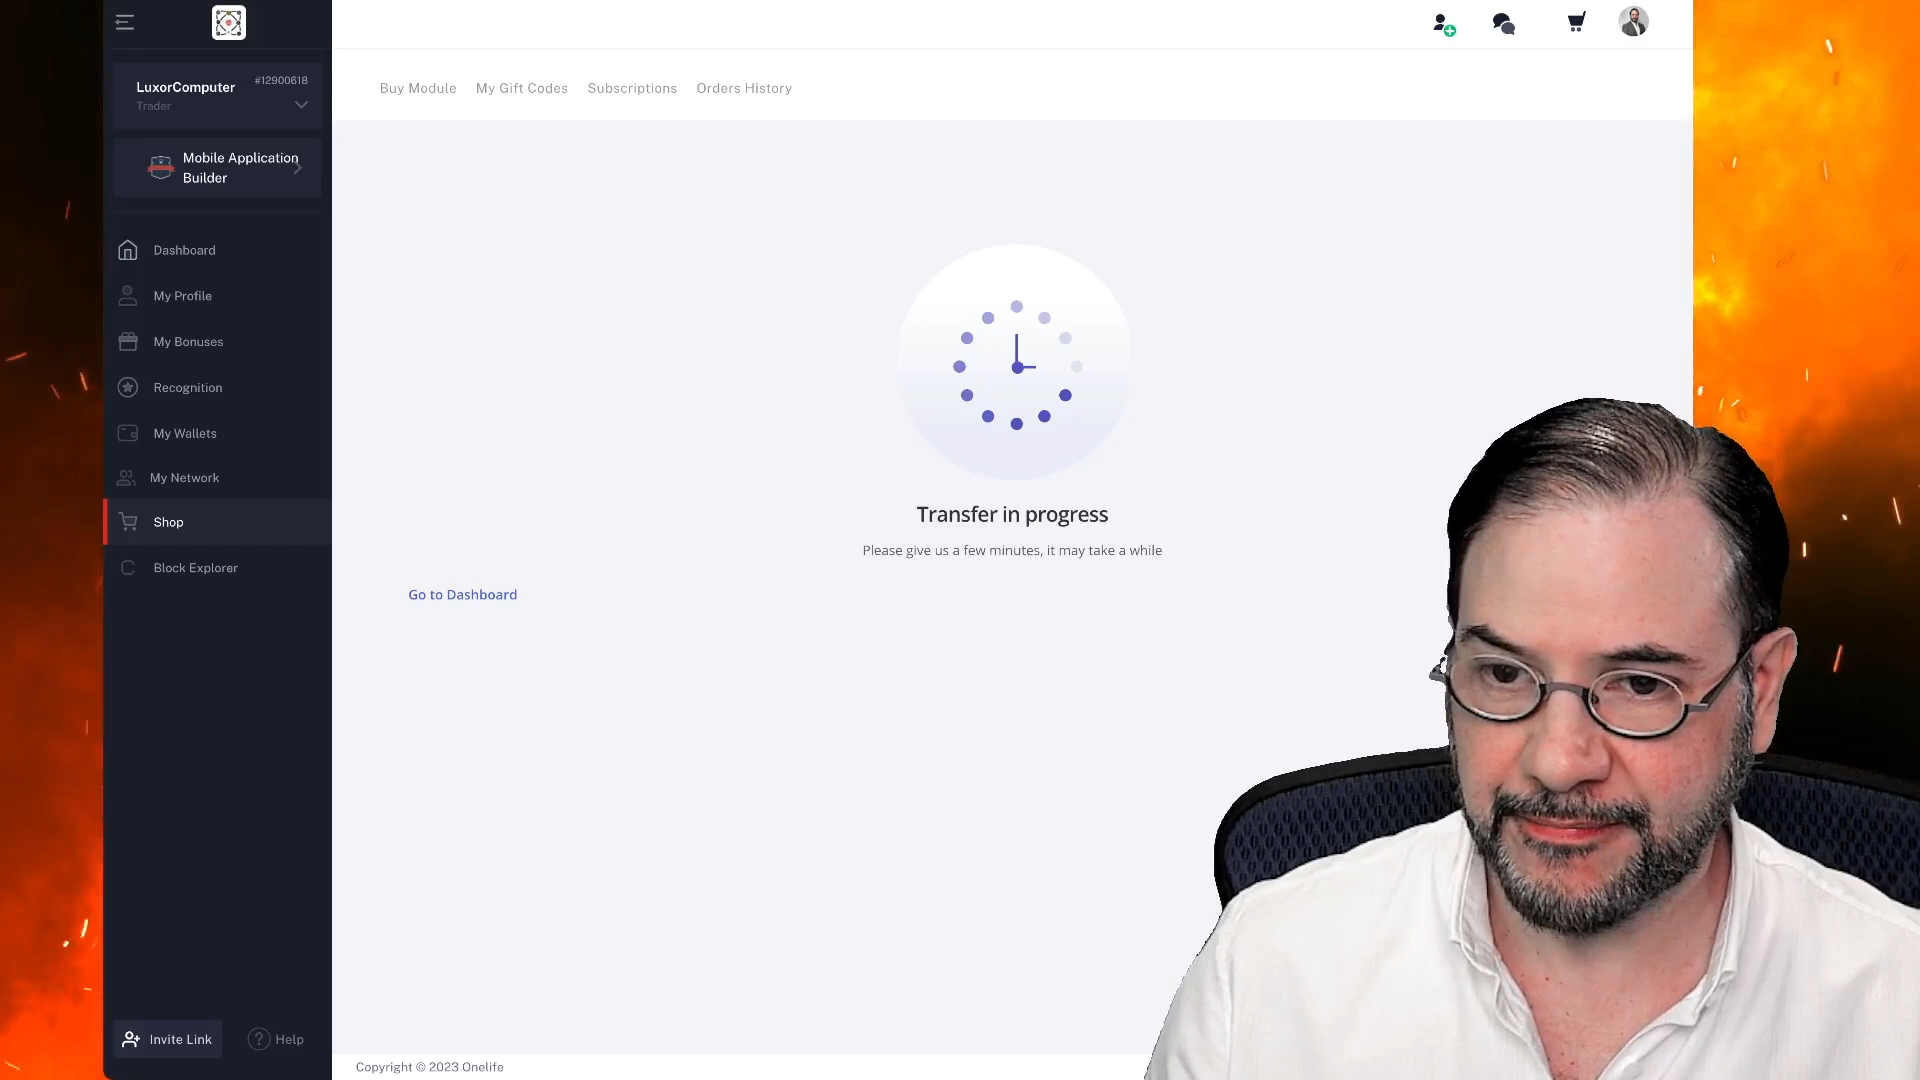 LuxorComputer
#12900618
Trader
Mobile Application
Builder
Dashboard
My Profile
My Bonuses
Recognition
My Wallets
My Network
Shop
Block Explorer
Invite Link
Help
Buy Module
My Gift Codes
Subscriptions
Orders History
Transfer in progress
Please give us a few minutes, it may take a while
Go to Dashboard
Copyright © 2023 Onelife